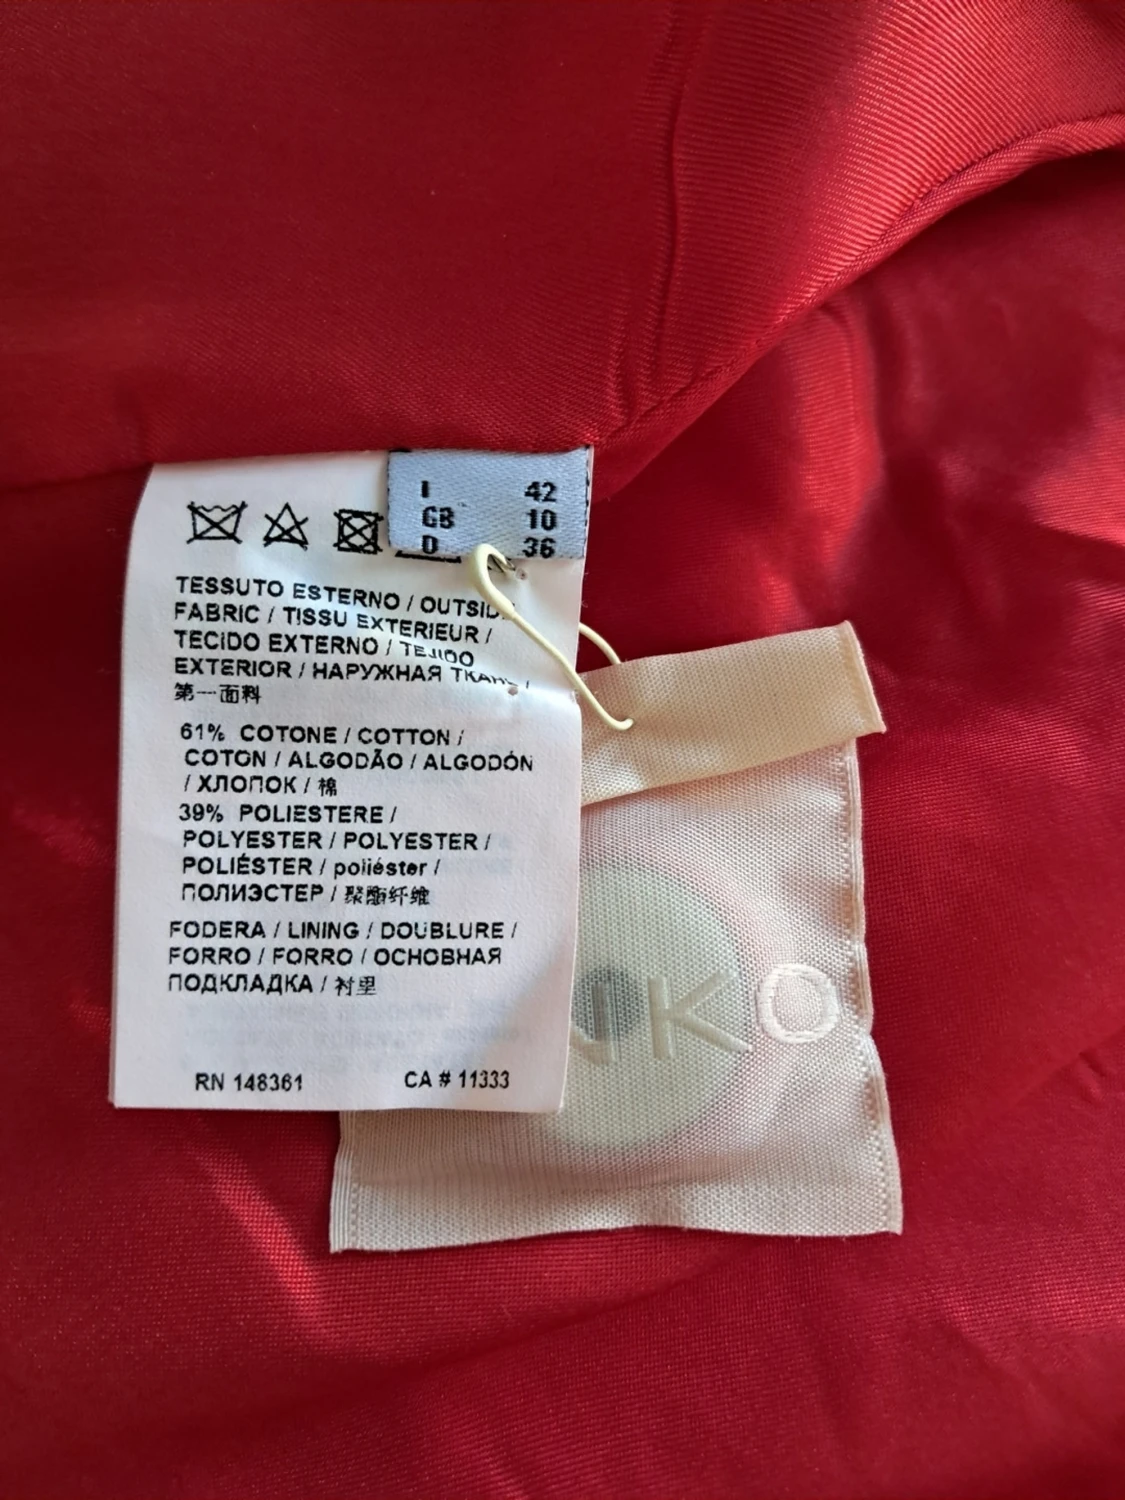 I 42
GB 10
D 36
TESSUTO ESTERNO / OUTSIDE
FABRIC / TISSU EXTERIEUR /
TECIDO EXTERNO / TEJIDO
EXTERIOR / НАРУЖНАЯ ТКАНЬ /
第一面料
61% COTONE / COTTON /
COTON / ALGODÃO / ALGODÓN
/ ХЛОПОК / 棉
39% POLIESTERE /
POLYESTER / POLYESTER /
POLIÉSTER / poliéster /
ПОЛИЭСТЕР / 聚酯纤维
FODERA / LINING / DOUBLURE /
FORRO / FORRO / ОСНОВНАЯ
ПОДКЛАДКА / 衬里
RN 148361 CA # 11333
NKO